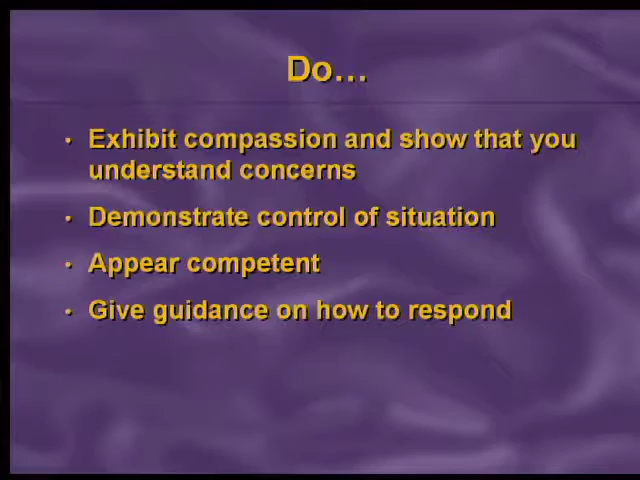 Do…
• Exhibit compassion and show that you
understand concerns
• Demonstrate control of situation
• Appear competent
• Give guidance on how to respond